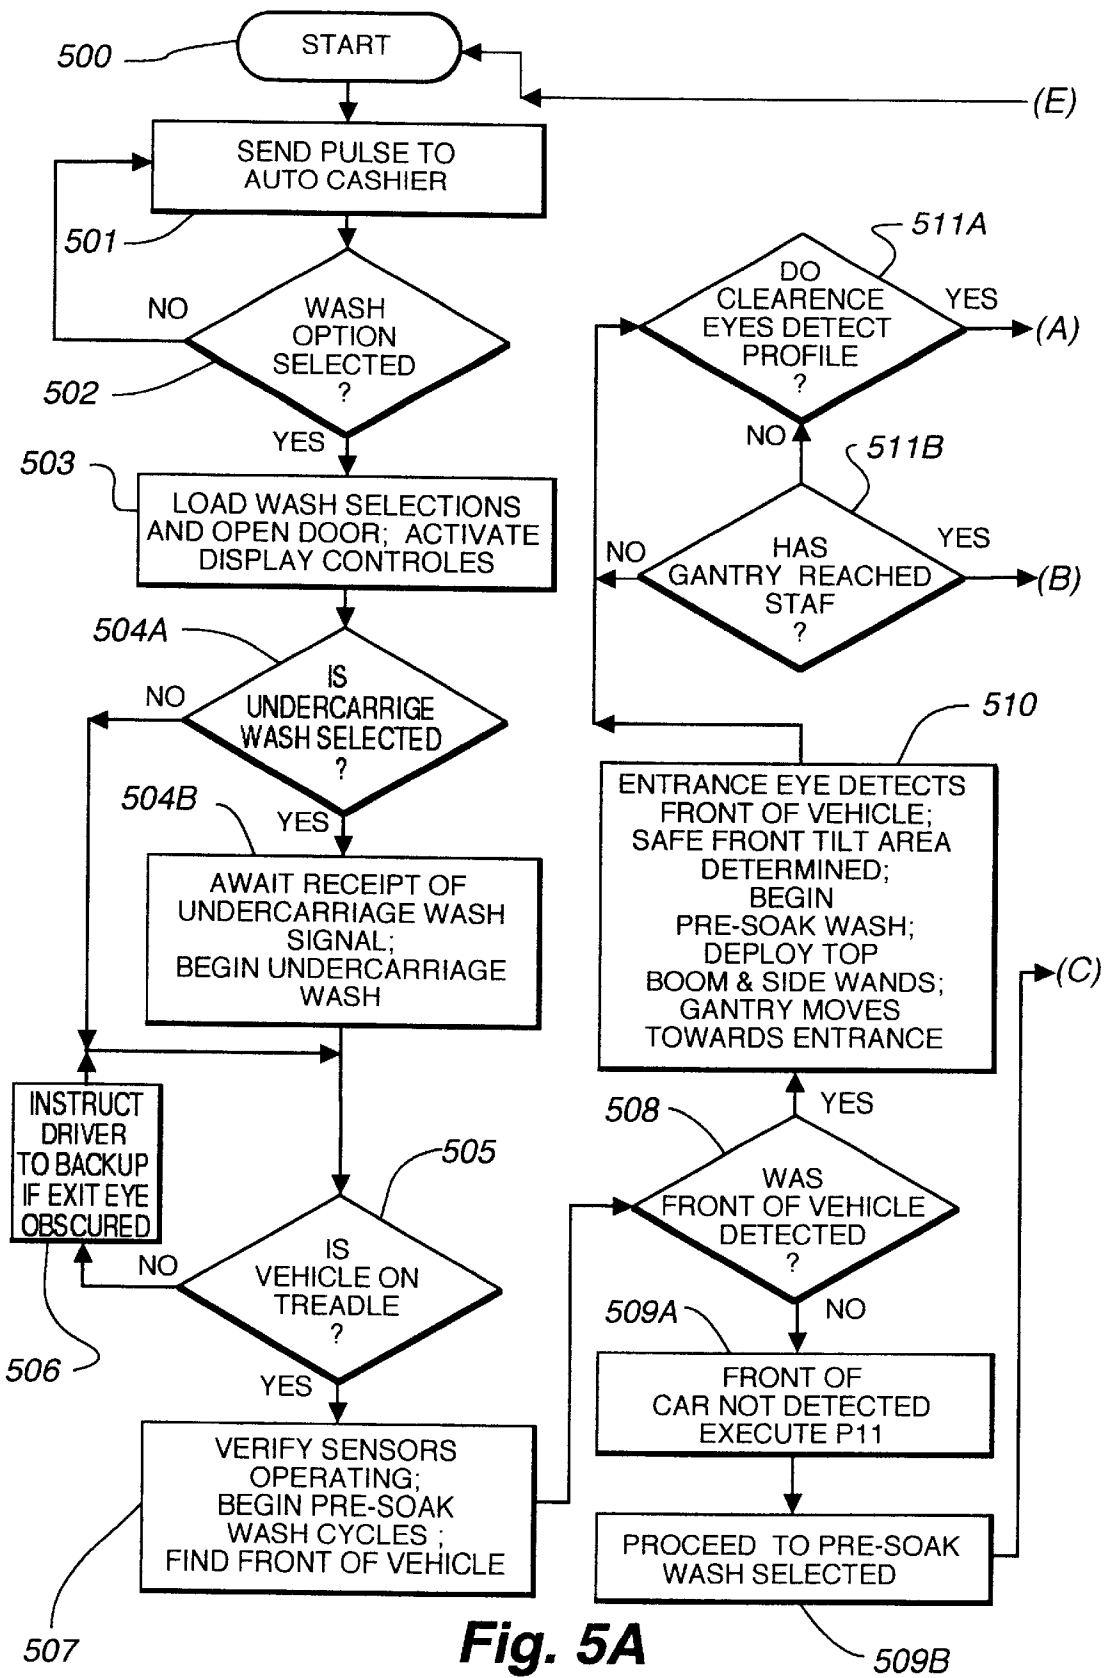 500
START
(E)
SEND PULSE TO
AUTO CASHIER
501
NO
WASH
OPTION
SELECTED
?
502
YES
503
LOAD WASH SELECTIONS
AND OPEN DOOR; ACTIVATE
DISPLAY CONTROLES
504A
IS
UNDERCARRIGE
WASH SELECTED
?
NO
504B
YES
AWAIT RECEIPT OF
UNDERCARRIAGE WASH
SIGNAL;
BEGIN UNDERCARRIAGE
WASH
INSTRUCT
DRIVER
TO BACKUP
IF EXIT EYE
OBSCURED
505
IS
VEHICLE ON
TREADLE
?
NO
506
YES
VERIFY SENSORS
OPERATING;
BEGIN PRE-SOAK
WASH CYCLES ;
FIND FRONT OF VEHICLE
507
511A
DO
CLEARENCE
EYES DETECT
PROFILE
?
YES
(A)
NO
511B
HAS
GANTRY REACHED
STAF
?
NO
YES
(B)
510
ENTRANCE EYE DETECTS
FRONT OF VEHICLE;
SAFE FRONT TILT AREA
DETERMINED;
BEGIN
PRE-SOAK WASH;
DEPLOY TOP
BOOM & SIDE WANDS;
GANTRY MOVES
TOWARDS ENTRANCE
(C)
508
YES
WAS
FRONT OF VEHICLE
DETECTED
?
509A
NO
FRONT OF
CAR NOT DETECTED
EXECUTE P11
PROCEED TO PRE-SOAK
WASH SELECTED
509B
Fig. 5A